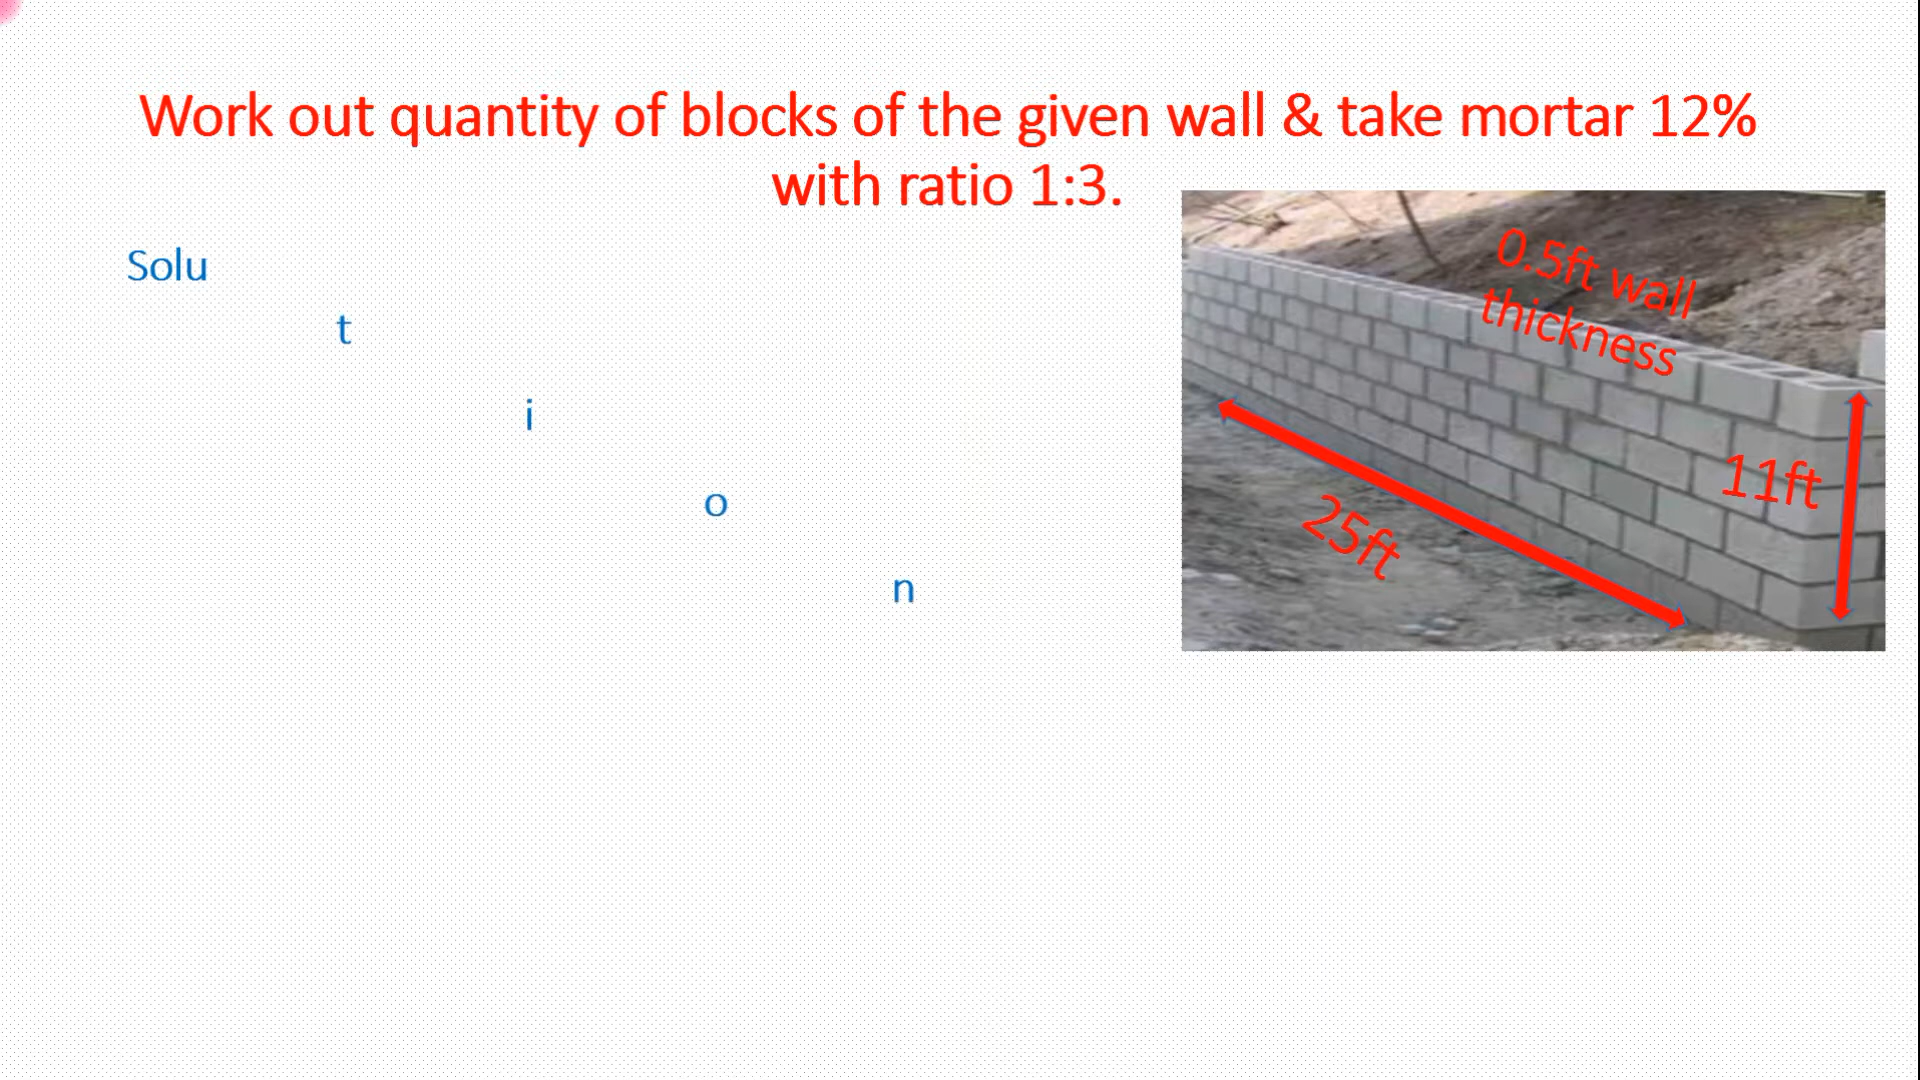 Work out quantity of blocks of the given wall & take mortar 12%
with ratio 1:3.
Solu
t
i
o
n
0.5ft wall
thickness
11ft
25ft